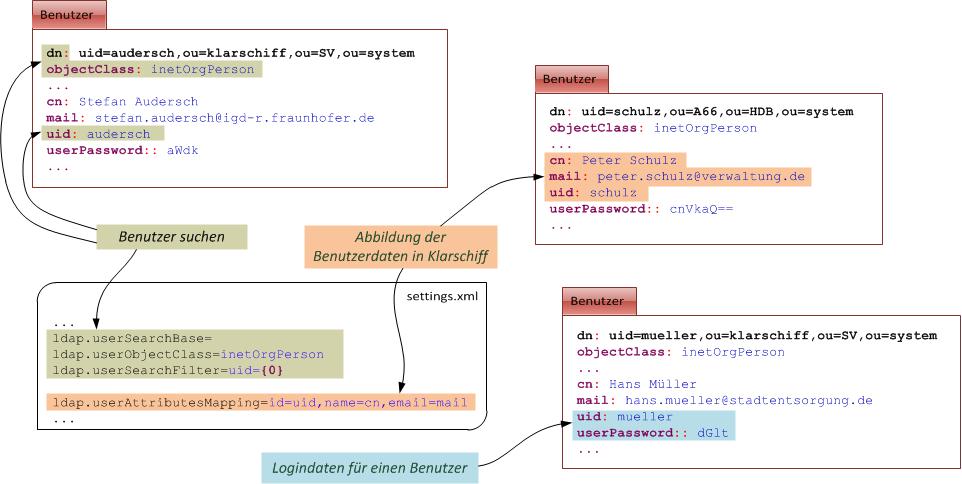 Benutzer
dn: uid=audersch,ou=klarschiff,ou=SV,ou=system
objectClass: inetOrgPerson
...
cn: Stefan Audersch
mail: stefan.audersch@igd-r.fraunhofer.de
uid: audersch
userPassword:: aWdk
...
Benutzer
dn: uid=schulz,ou=A66,ou=HDB,ou=system
objectClass: inetOrgPerson
...
cn: Peter Schulz
mail: peter.schulz@verwaltung.de
uid: schulz
userPassword:: cnVkaQ==
...
Benutzer suchen
Abbildung der
Benutzerdaten in Klarschiff
settings.xml
...
ldap.userSearchBase=
ldap.userObjectClass=inetOrgPerson
ldap.userSearchFilter=uid={0}
ldap.userAttributesMapping=id=uid,name=cn,email=mail
...
Benutzer
dn: uid=mueller,ou=klarschiff,ou=SV,ou=system
objectClass: inetOrgPerson
...
cn: Hans Müller
mail: hans.mueller@stadtentsorgung.de
uid: mueller
userPassword:: dGlt
...
Logindaten für einen Benutzer